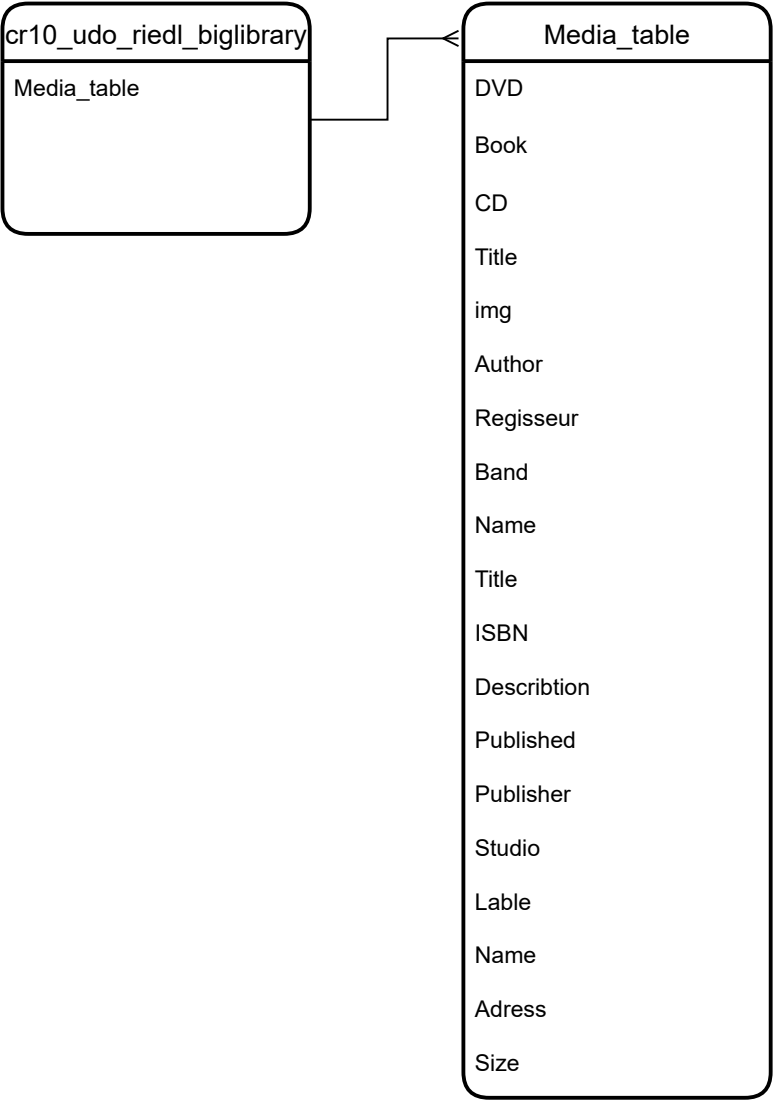 cr10_udo_riedl_biglibrary
Media_table
Media_table
DVD
Book
CD
Title
img
Author
Regisseur
Band
Name
Title
ISBN
Describtion
Published
Publisher
Studio
Lable
Name
Adress
Size